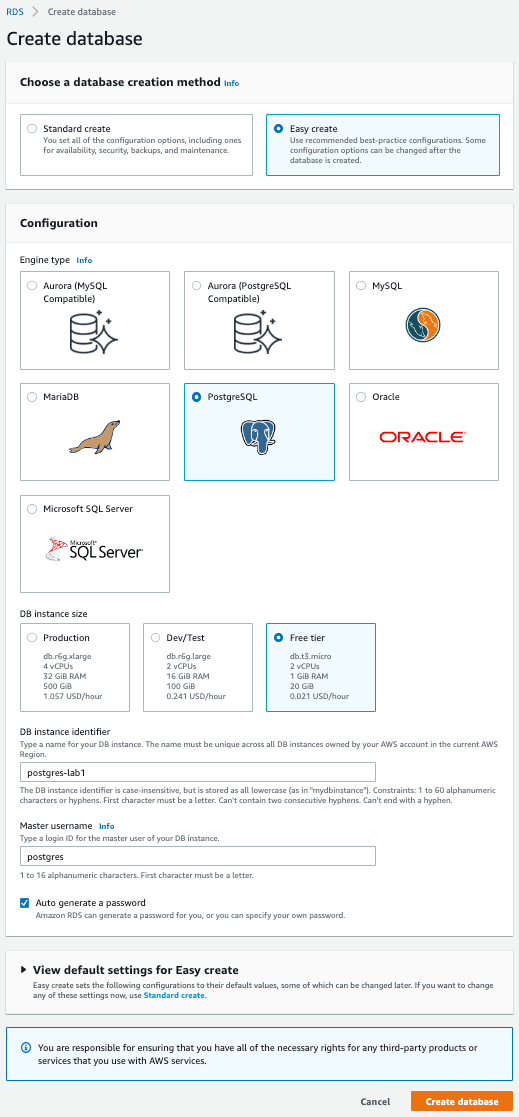 RDS > Create database
Create database
Choose a database creation method Info
Standard create
You set all of the configuration options, including ones
for availability, security, backups, and maintenance.
Easy create
Use recommended best-practice configurations. Some
configuration options can be changed after the
database is created.
Configuration
Engine type Info
Aurora (MySQL
Compatible)
Aurora (PostgreSQL
Compatible)
MySQL
MariaDB
PostgreSQL
Oracle
ORACLE
Microsoft SQL Server
Microsoft
SQL Server
DB instance size
Production
db.r6g.xlarge
4 vCPUs
32 GiB RAM
500 GiB
1.057 USD/hour
Dev/Test
db.r6g.large
2 vCPUs
16 GiB RAM
100 GiB
0.241 USD/hour
Free tier
db.t3.micro
2 vCPUs
1 GiB RAM
20 GiB
0.021 USD/hour
DB instance identifier
Type a name for your DB instance. The name must be unique across all DB instances owned by your AWS account in the current AWS
Region.
postgres-lab1
The DB instance identifier is case-insensitive, but is stored as all lowercase (as in "mydbinstance"). Constraints: 1 to 60 alphanumeric
characters or hyphens. First character must be a letter. Can't contain two consecutive hyphens. Can't end with a hyphen.
Master username Info
Type a login ID for the master user of your DB instance.
postgres
1 to 16 alphanumeric characters. First character must be a letter.
Auto generate a password
Amazon RDS can generate a password for you, or you can specify your own password.
View default settings for Easy create
Easy create sets the following configurations to their default values, some of which can be changed later. If you want to change
any of these settings now, use Standard create.
You are responsible for ensuring that you have all of the necessary rights for any third-party products or
services that you use with AWS services.
Cancel
Create database